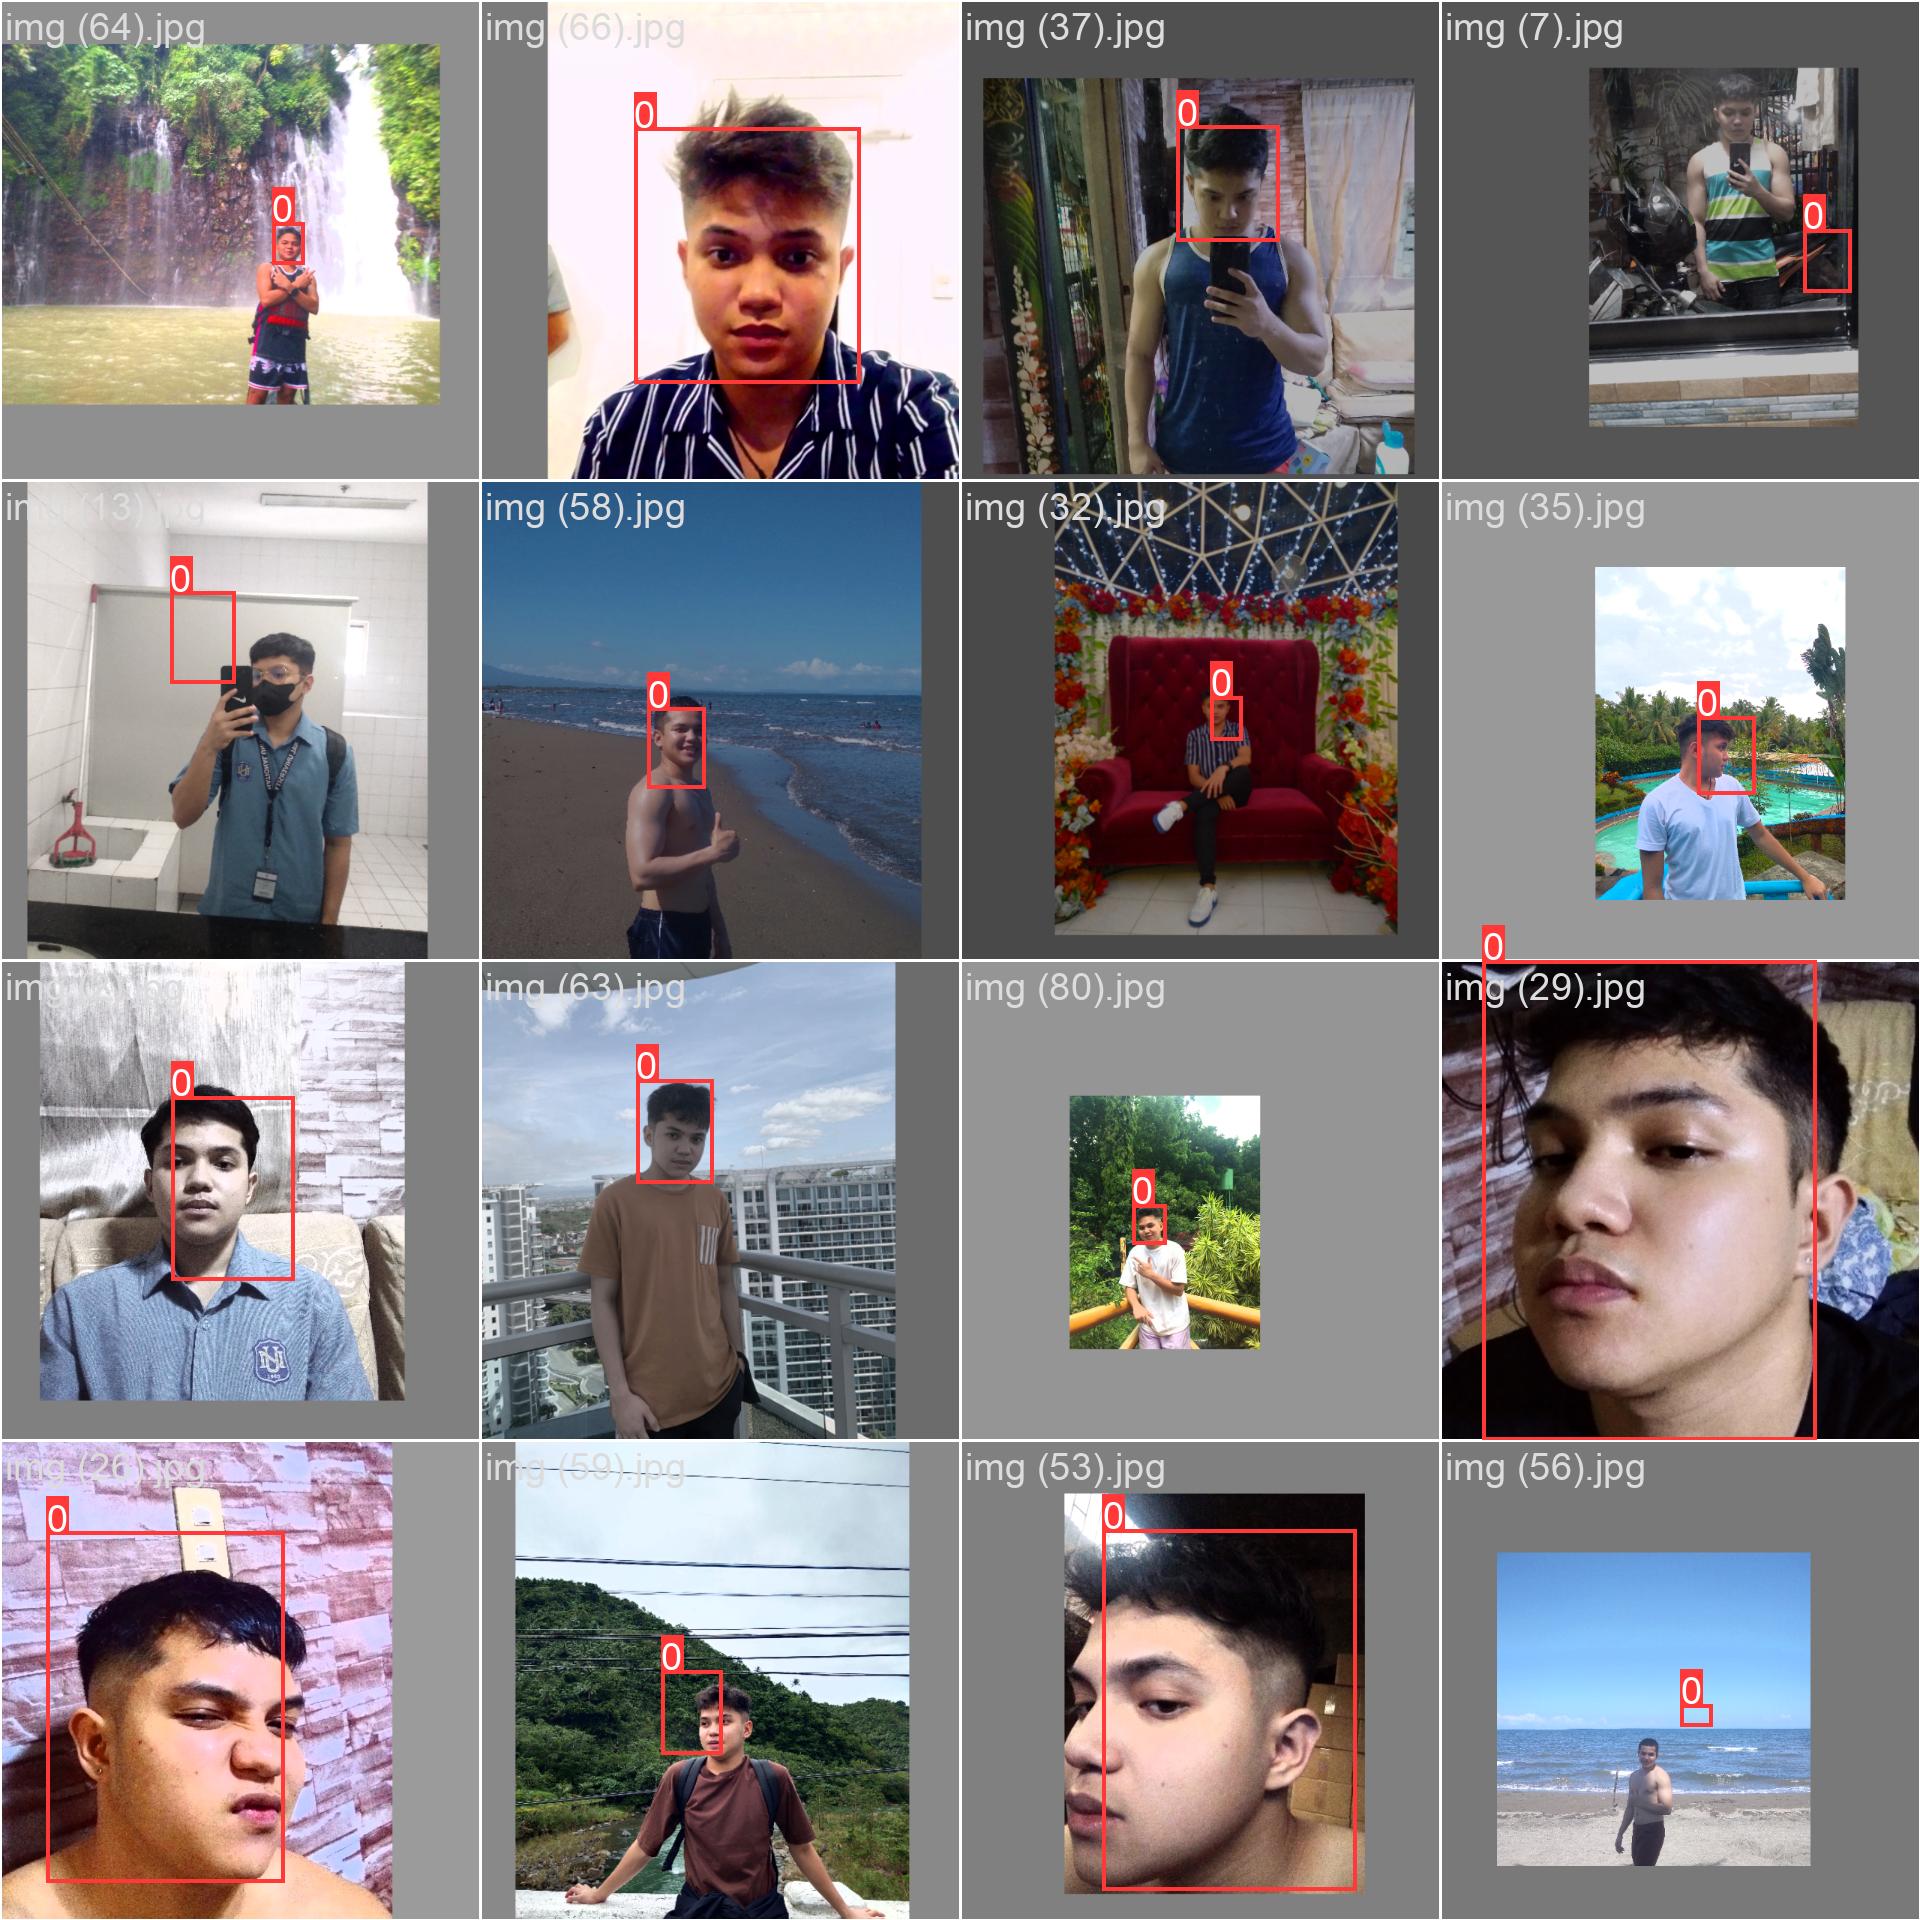 img (64).jpg
img (66).jpg
img (37).jpg
img (7).jpg
0
0
0
0
img (13).jpg
img (58).jpg
img (32).jpg
img (35).jpg
0
0
0
0
img (63).jpg
img (80).jpg
img (29).jpg
0
0
0
0
img (26).jpg
img (59).jpg
img (53).jpg
img (56).jpg
0
0
0
0
NU
1900